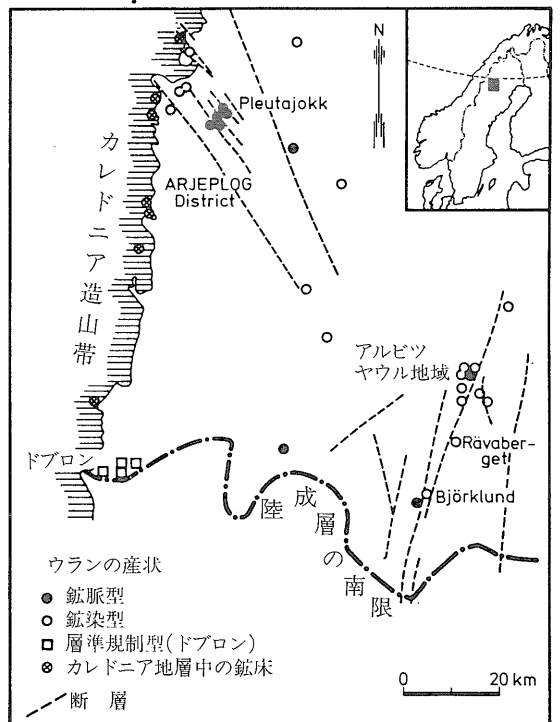 N
Pleutajokk
ARJEPLOG
District
カレドニア造山帯
アルビツ
ヤウル地域
Rävaber-
get
Björklund
ドブロン
陸成層の南限
ウランの産状
鉱脈型
鉱染型
層準規制型(ドブロン)
カレドニア地層中の鉱床
断層
0 20 km